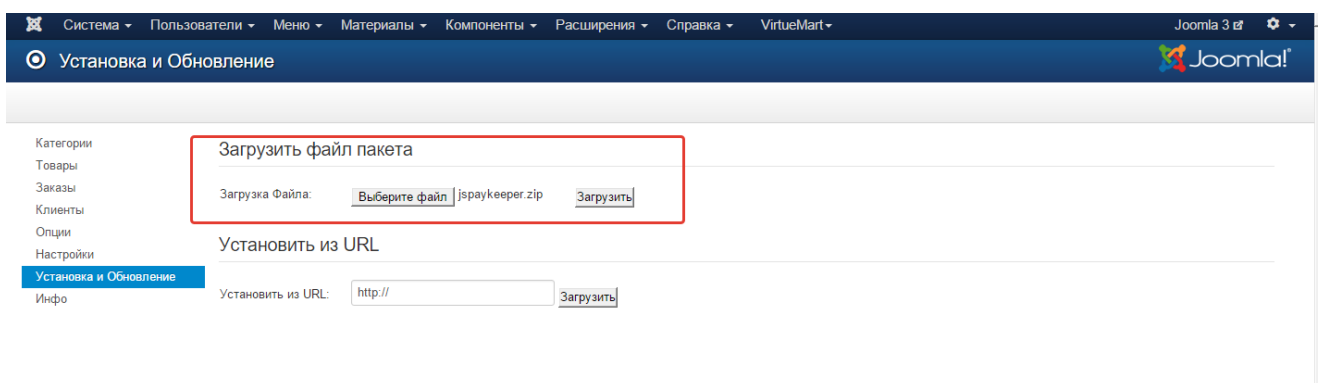 Система Пользователи Меню Материалы Компоненты Расширения Справка VirtueMart Joomla 3
Установка и Обновление Joomla!
Категории
Товары
Заказы
Клиенты
Опции
Настройки
Установка и Обновление
Инфо
Загрузить файл пакета
Загрузка Файла: Выберите файл jspaykeeper.zip Загрузить
Установить из URL
Установить из URL: http:// Загрузить